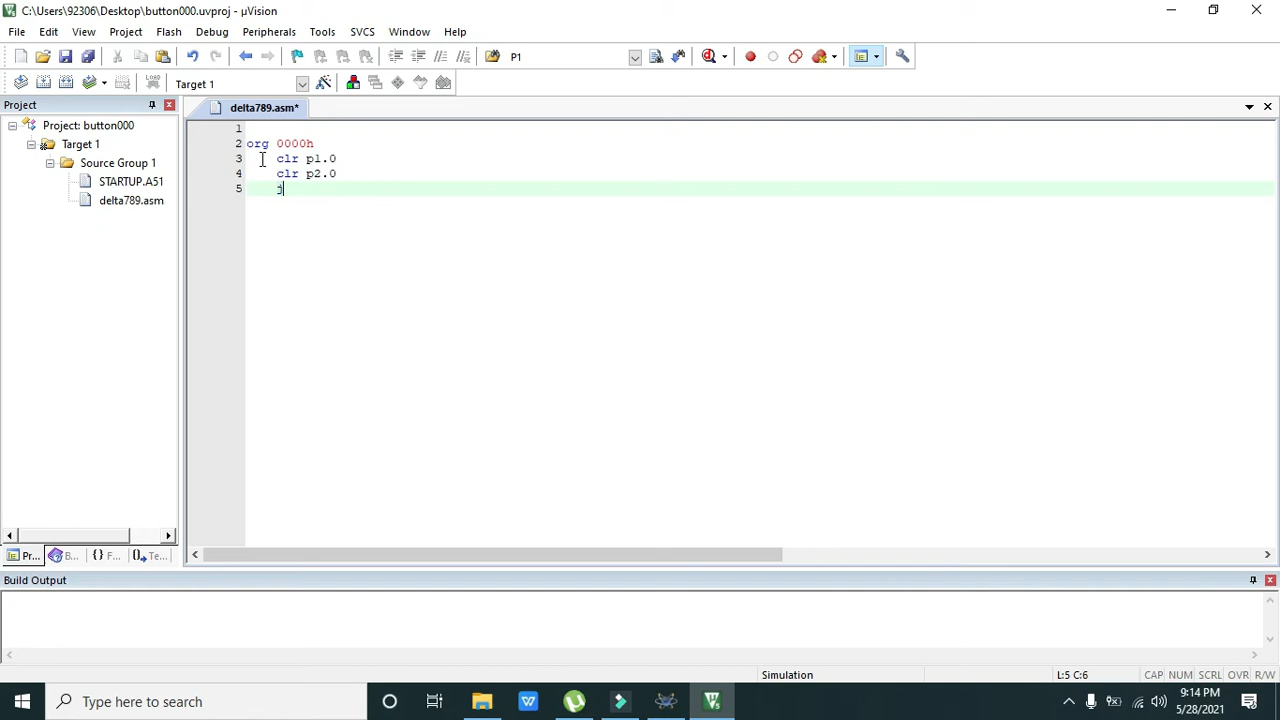 C:\Users\92306\Desktop\button000.uvproj - µVision
File Edit View Project Flash Debug Peripherals Tools SVCS Window Help
P1
LOAD Target 1
Project
delta789.asm*
Project: button000
Target 1
Source Group 1
STARTUP.A51
delta789.asm
1
2 org 0000h
3 clr p1.0
4 clr p2.0
5 j
Pr... B... {} F... Te...
Build Output
Simulation L:5 C:6 CAP NUM SCRL OVR R/W
Type here to search
9:14 PM
5/28/2021